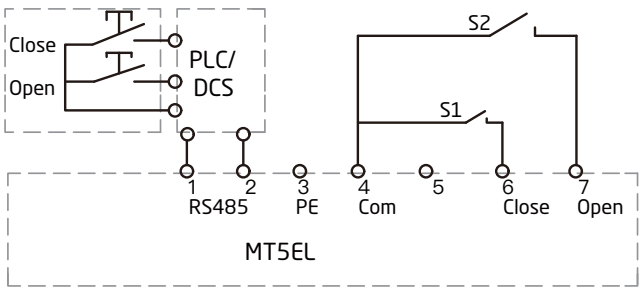 Close
Open
PLC/
DCS
S2
S1
1 2 3 4 5 6 7
RS485 PE Com Close Open
MT5EL